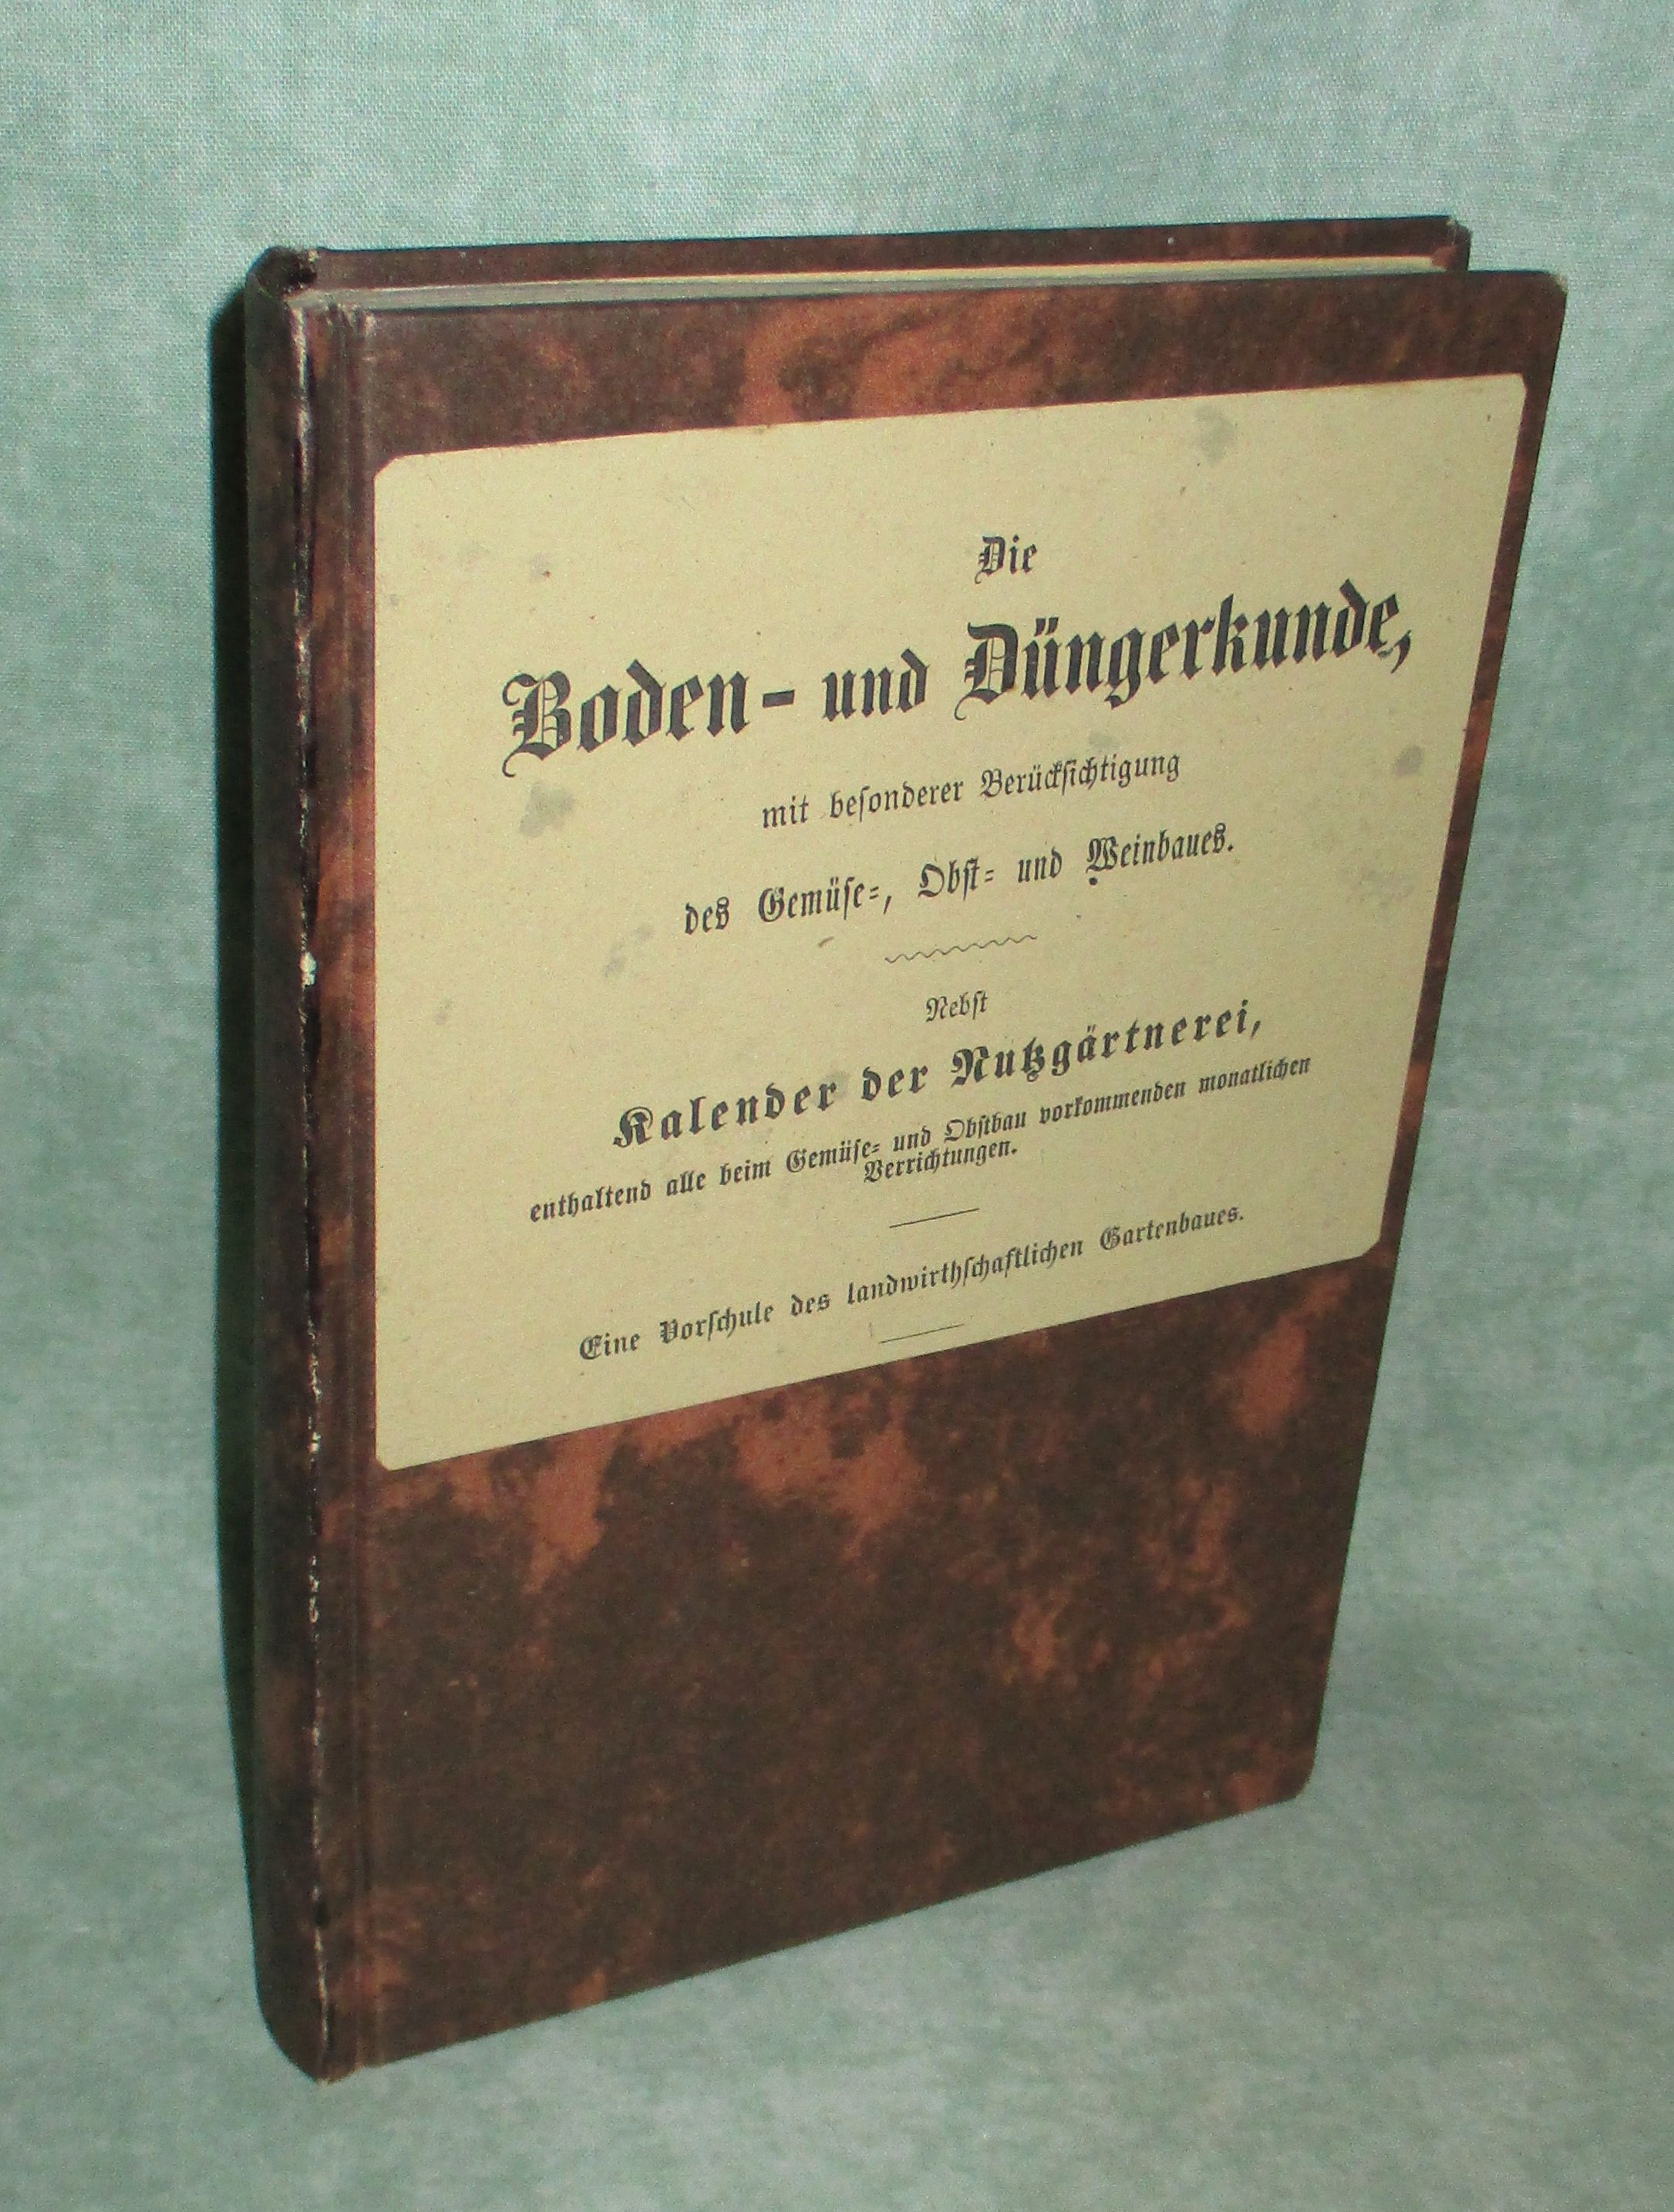 Die
Boden- und Düngerkunde,
mit beſonderer Berückſichtigung
des Gemüſe-, Obſt- und Weinbaues.
Nebſt
Kalender der Nutzgärtnerei,
enthaltend alle beim Gemüſe- und Obſtbau vorkommenden monatlichen
Verrichtungen.
Eine Vorſchule des landwirthſchaftlichen Gartenbaues.